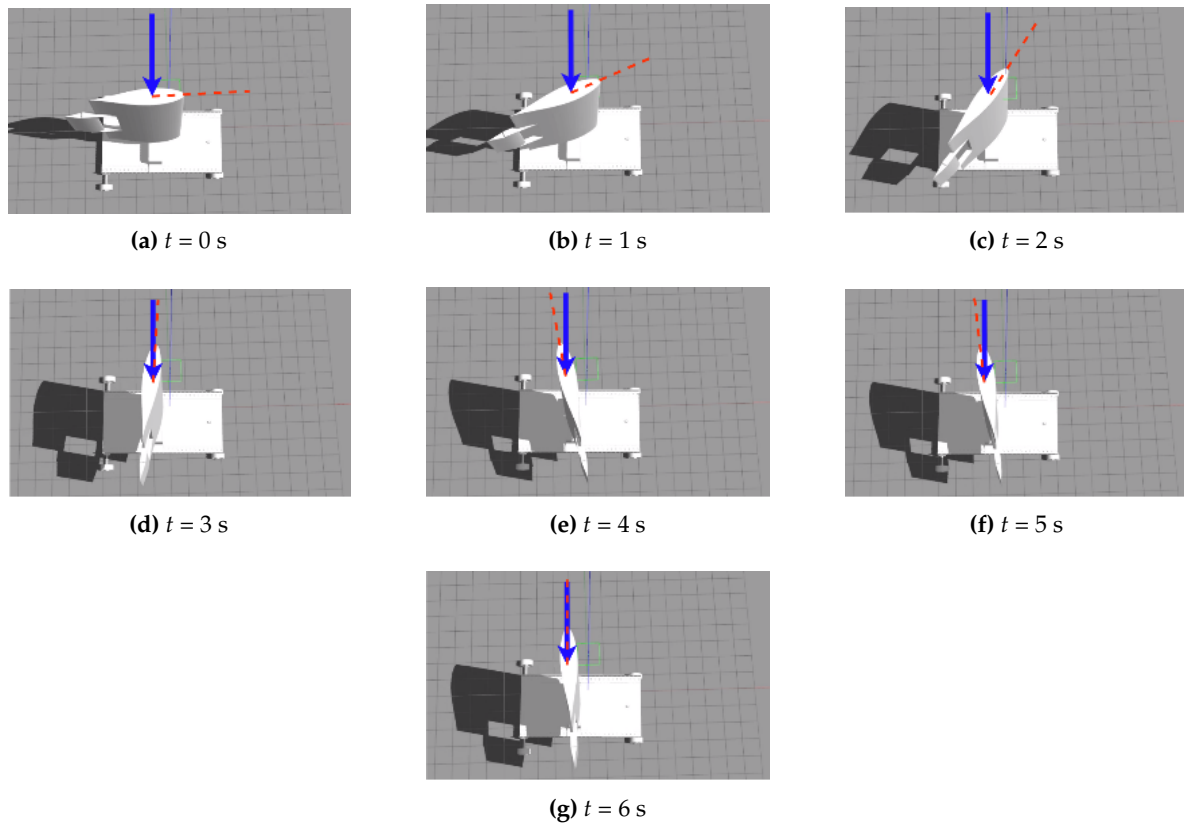 (a) t = 0 s
(b) t = 1 s
(c) t = 2 s
(d) t = 3 s
(e) t = 4 s
(f) t = 5 s
(g) t = 6 s